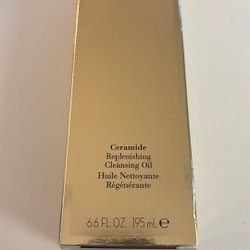 Ceramide
Replenishing
Cleansing Oil
Huile Nettoyante
Régénérante
6.6 FL.OZ. 195 mL ℮